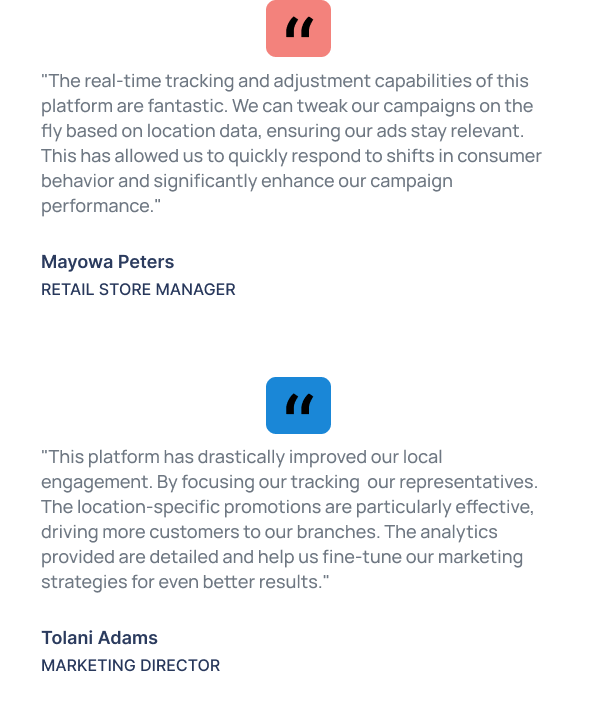 “
"The real-time tracking and adjustment capabilities of this
platform are fantastic. We can tweak our campaigns on the
fly based on location data, ensuring our ads stay relevant.
This has allowed us to quickly respond to shifts in consumer
behavior and significantly enhance our campaign
performance."
Mayowa Peters
RETAIL STORE MANAGER
“
"This platform has drastically improved our local
engagement. By focusing our tracking  our representatives.
The location-specific promotions are particularly effective,
driving more customers to our branches. The analytics
provided are detailed and help us fine-tune our marketing
strategies for even better results."
Tolani Adams
MARKETING DIRECTOR